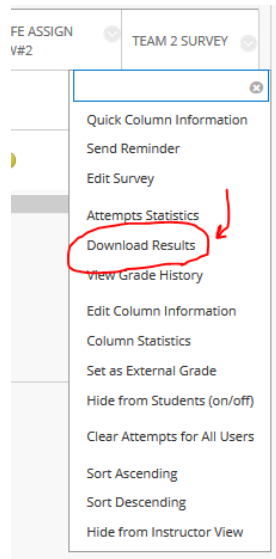 FE ASSIGN
W#2
TEAM 2 SURVEY
Quick Column Information
Send Reminder
Edit Survey
Attempts Statistics
Download Results
View Grade History
Edit Column Information
Column Statistics
Set as External Grade
Hide from Students (on/off)
Clear Attempts for All Users
Sort Ascending
Sort Descending
Hide from Instructor View